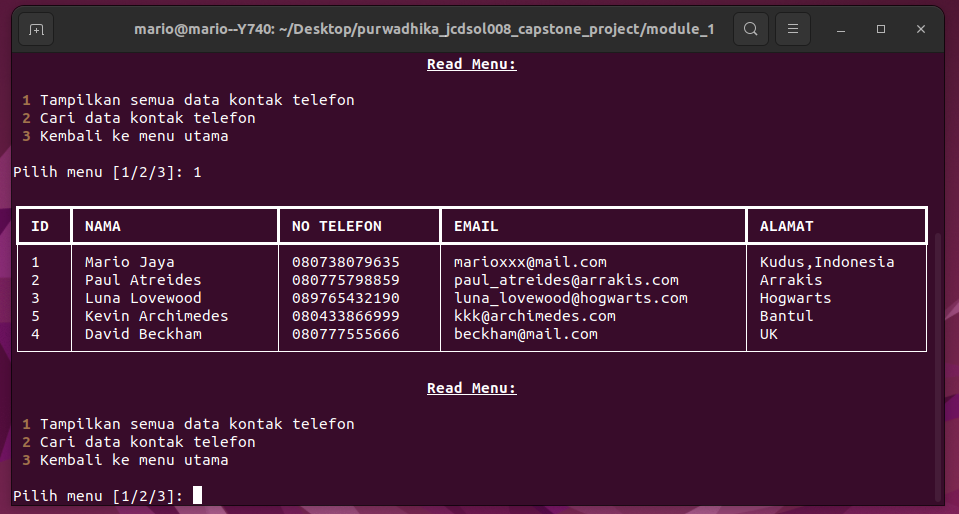 mario@mario--Y740: ~/Desktop/purwadhika_jcdsol008_capstone_project/module_1
Read Menu:
1 Tampilkan semua data kontak telefon
2 Cari data kontak telefon
3 Kembali ke menu utama
Pilih menu [1/2/3]: 1
ID NAMA NO TELEFON EMAIL ALAMAT
1 Mario Jaya 080738079635 marioxxx@mail.com Kudus,Indonesia
2 Paul Atreides 080775798859 paul_atreides@arrakis.com Arrakis
3 Luna Lovewood 089765432190 luna_lovewood@hogwarts.com Hogwarts
5 Kevin Archimedes 080433866999 kkk@archimedes.com Bantul
4 David Beckham 080777555666 beckham@mail.com UK
Read Menu:
1 Tampilkan semua data kontak telefon
2 Cari data kontak telefon
3 Kembali ke menu utama
Pilih menu [1/2/3]: